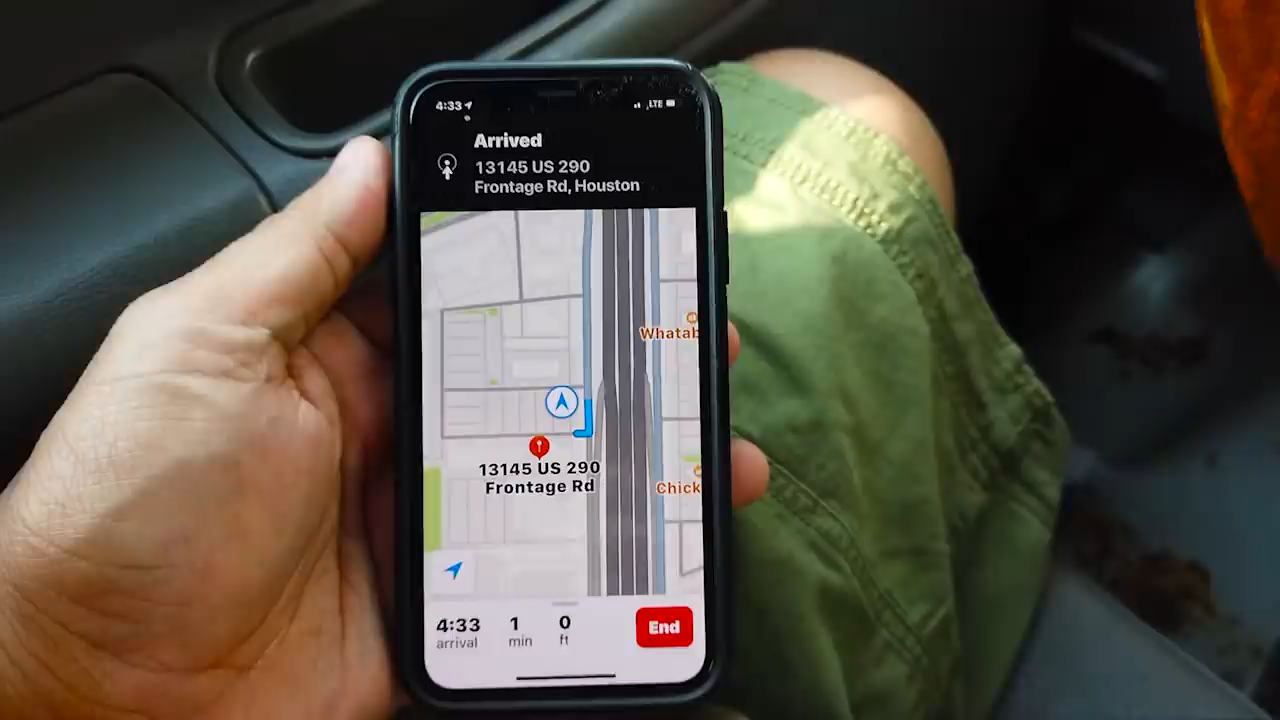 4:33
LTE
Arrived
13145 US 290
Frontage Rd, Houston
Whatab
13145 US 290
Frontage Rd
Chick
4:33 1 0
arrival min ft
End